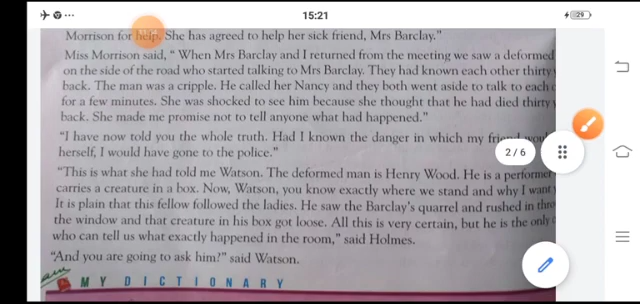 15:21
29
Morrison for help. She has agreed to help her sick friend, Mrs Barclay."
Miss Morrison said, " When Mrs Barclay and I returned from the meeting we saw a deformed
on the side of the road who started talking to Mrs Barclay. They had known each other thirty
back. The man was a cripple. He called her Nancy and they both went aside to talk to each
for a few minutes. She was shocked to see him because she thought that he had died thirty
back. She made me promise not to tell anyone what had happened."
"I have now told you the whole truth. Had I known the danger in which my friend would
herself, I would have gone to the police."
2/6
"This is what she had told me Watson. The deformed man is Henry Wood. He is a performer
carries a creature in a box. Now, Watson, you know exactly where we stand and why I want
It is plain that this fellow followed the ladies. He saw the Barclay's quarrel and rushed in
the window and that creature in his box got loose. All this is very certain, but he is the only
who can tell us what exactly happened in the room," said Holmes.
"And you are going to ask him?" said Watson.
MY DICTIONARY